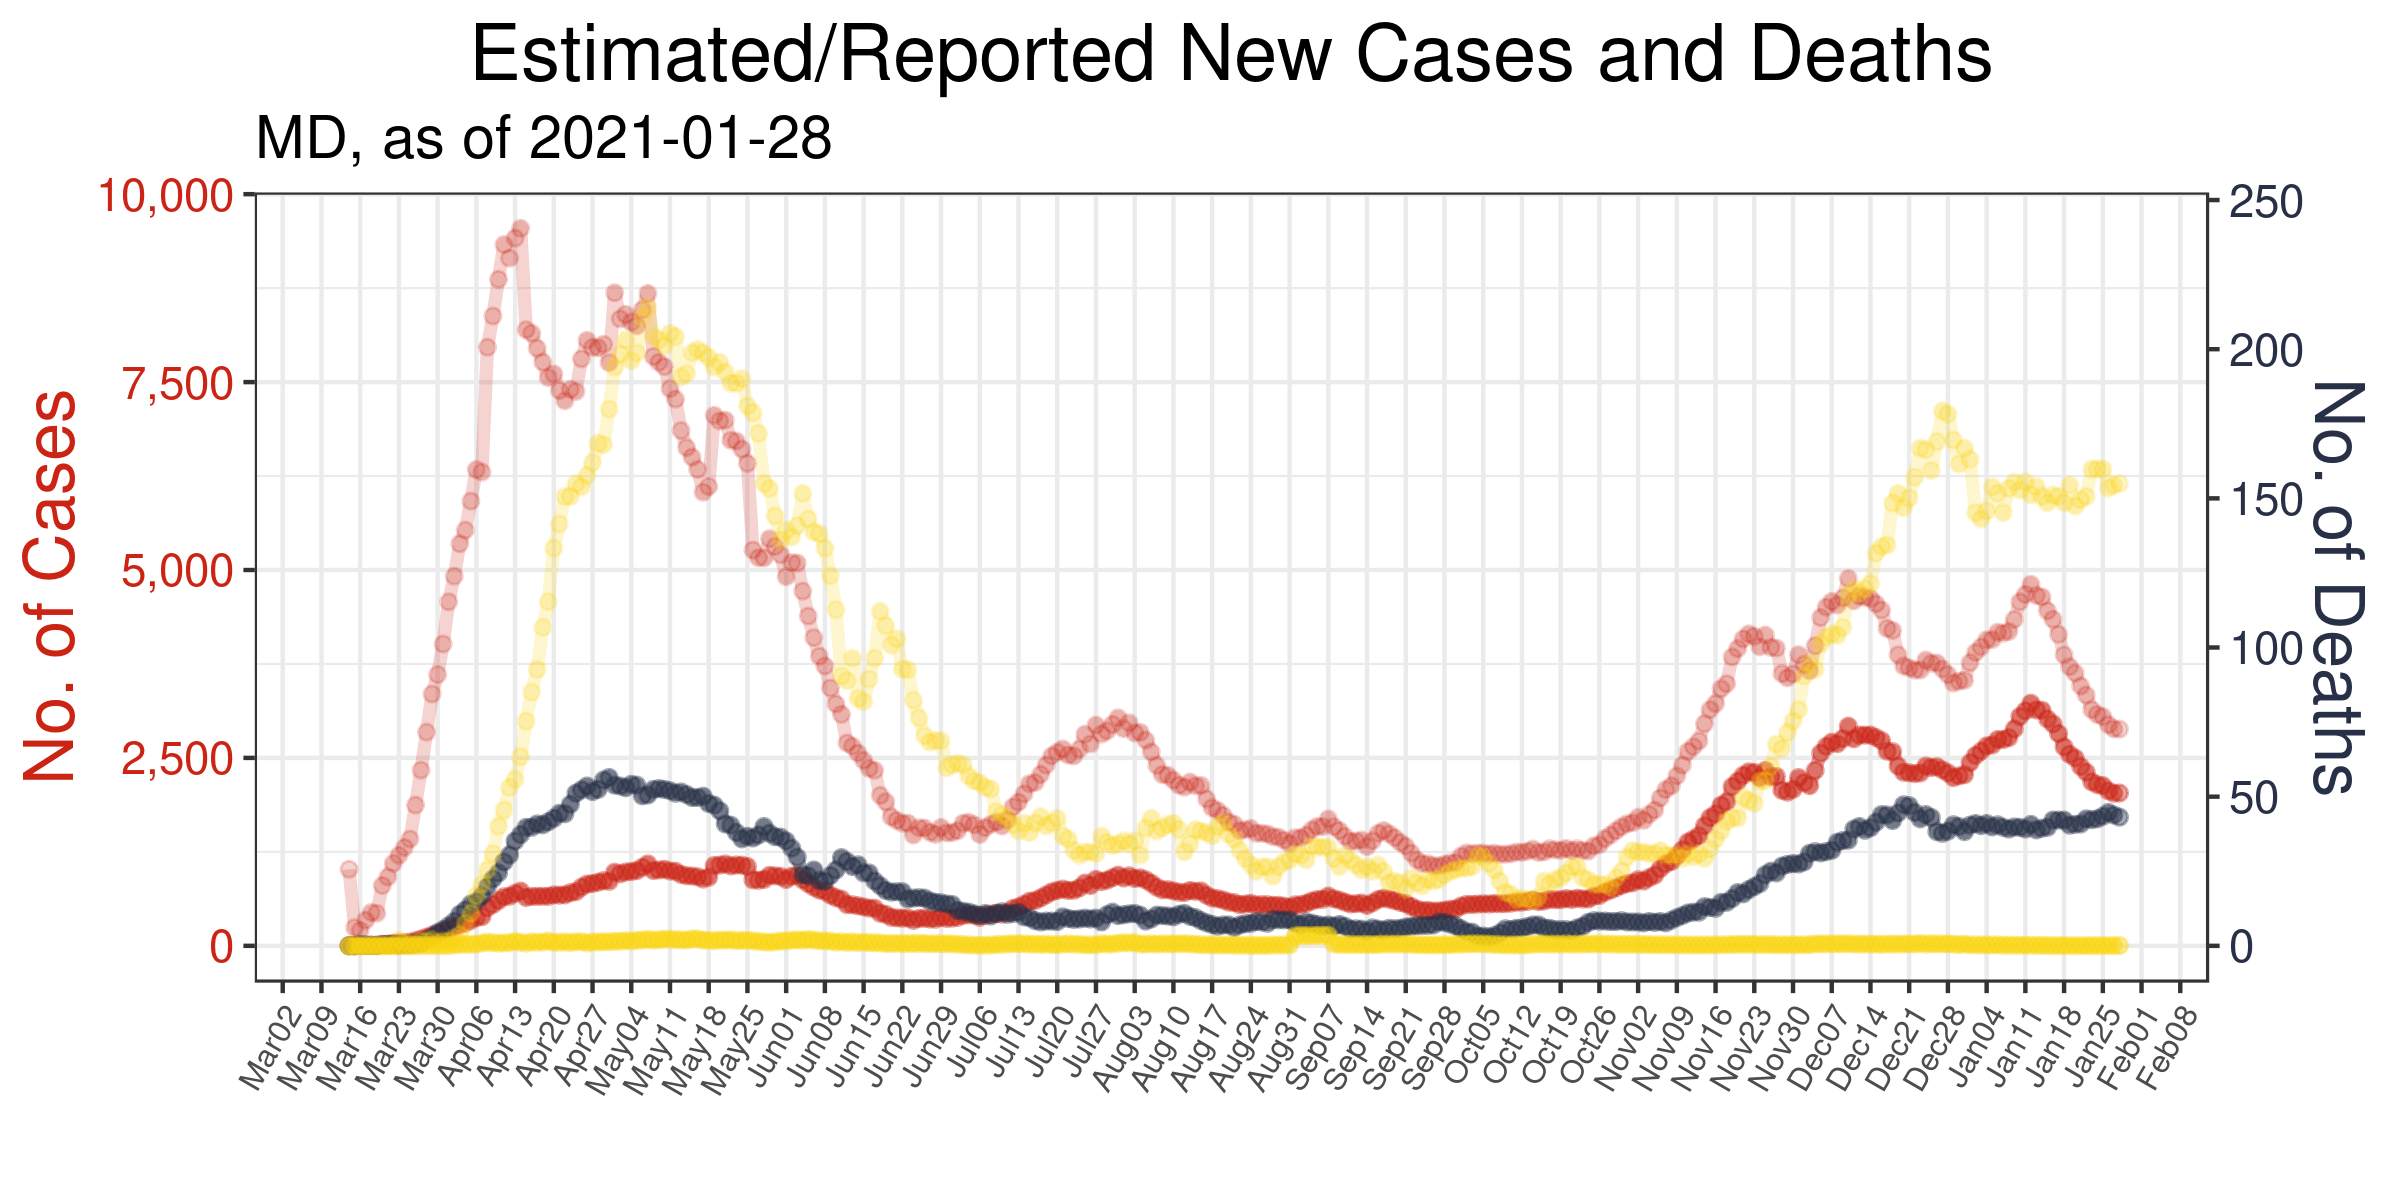 Estimated/Reported New Cases and Deaths
MD, as of 2021-01-28
No. of Cases
10,000
7,500
5,000
2,500
0
250
200
150
100
50
0
No. of Deaths
Mar02
Mar09
Mar16
Mar23
Mar30
Apr06
Apr13
Apr20
Apr27
May04
May11
May18
May25
Jun01
Jun08
Jun15
Jun22
Jun29
Jul06
Jul13
Jul20
Jul27
Aug03
Aug10
Aug17
Aug24
Aug31
Sep07
Sep14
Sep21
Sep28
Oct05
Oct12
Oct19
Oct26
Nov02
Nov09
Nov16
Nov23
Nov30
Dec07
Dec14
Dec21
Dec28
Jan04
Jan11
Jan18
Jan25
Feb01
Feb08